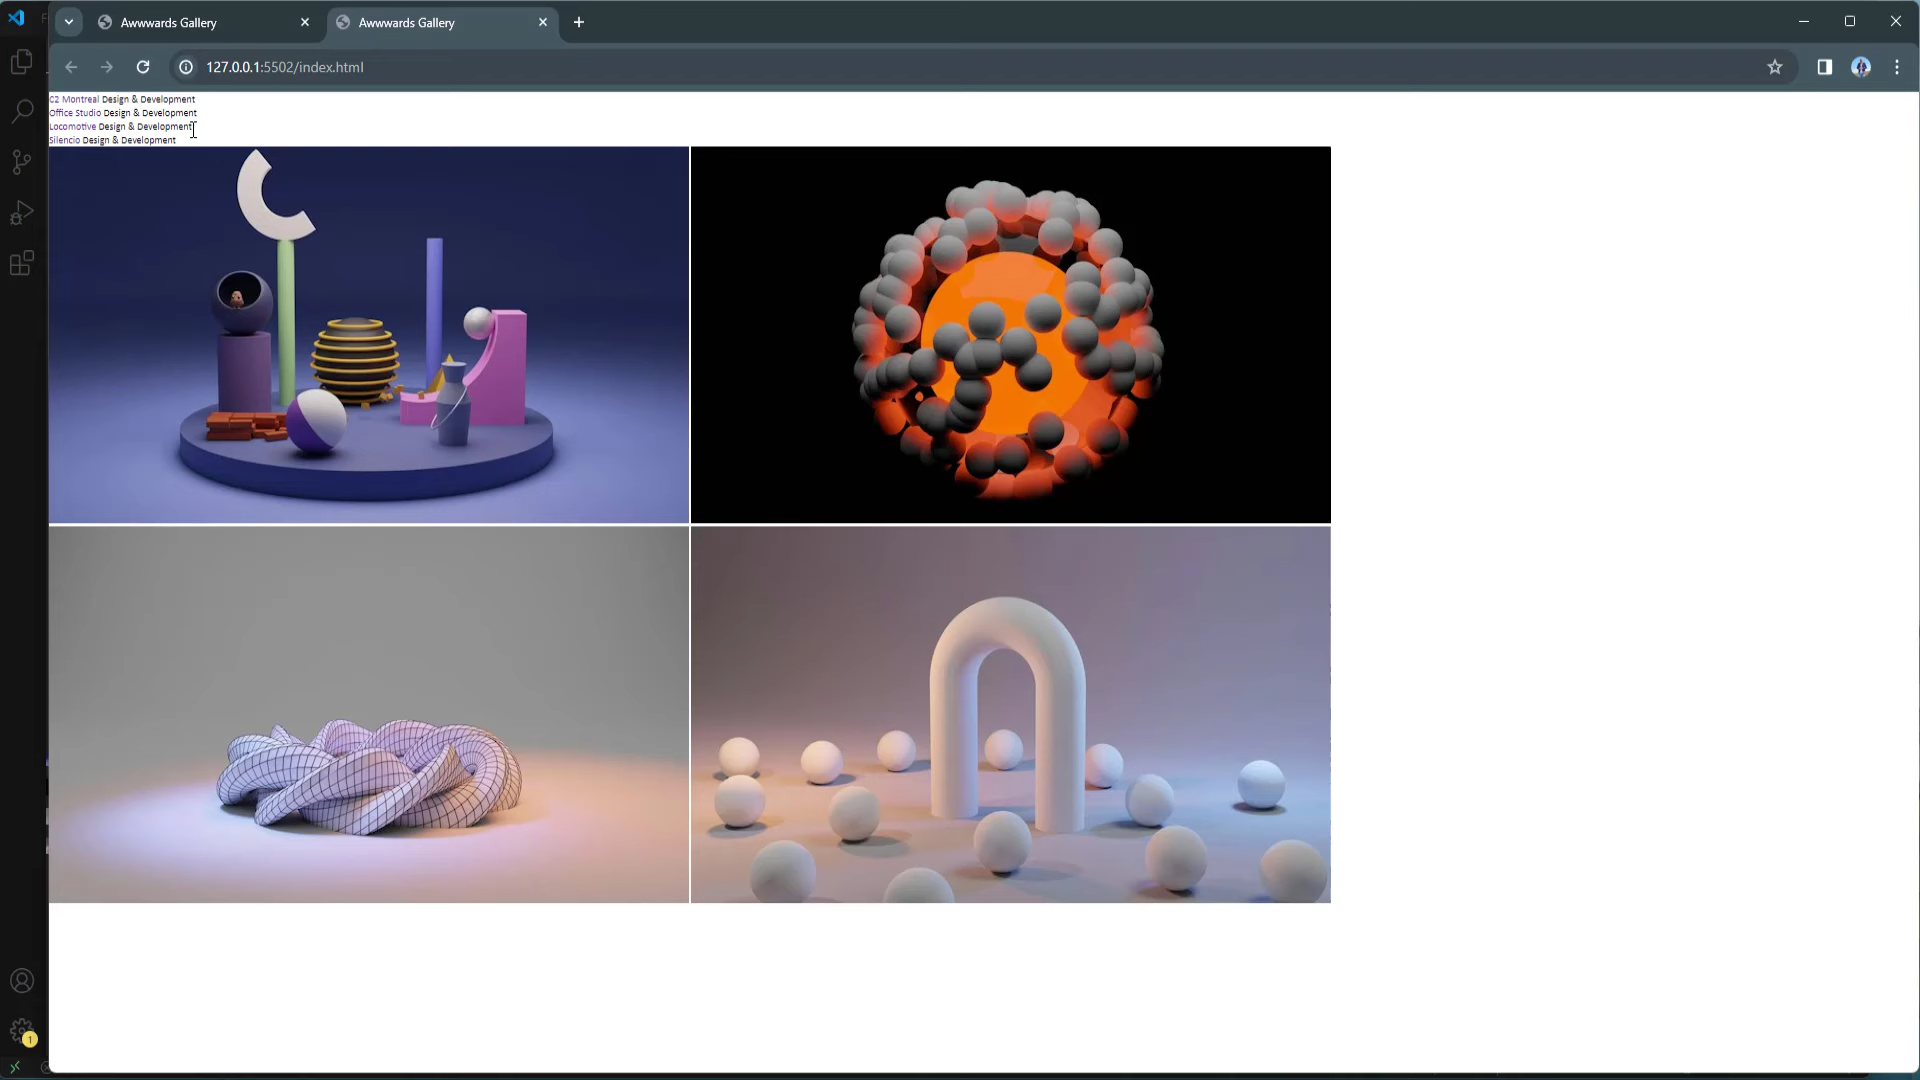 Awwwards Gallery
Awwwards Gallery
127.0.0.1:5502/index.html
C2 Montreal Design & Development
Office Studio Design & Development
Locomotive Design & Development
Silencio Design & Development
1